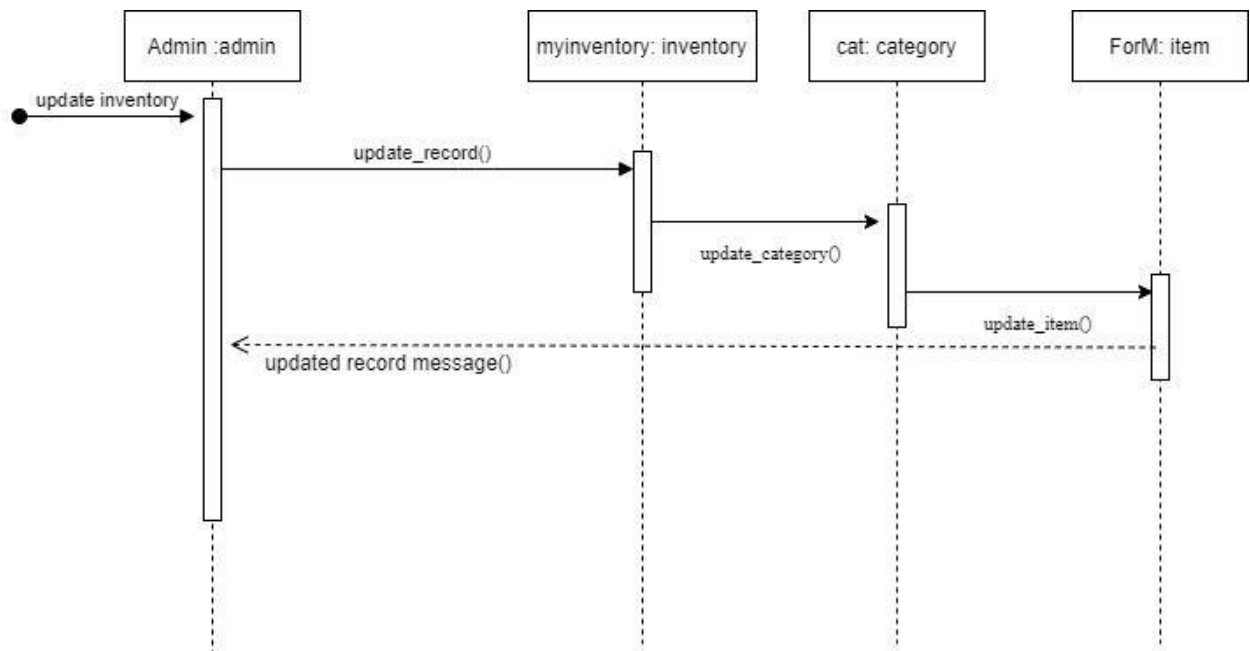 Admin :admin
myinventory: inventory
cat: category
ForM: item
update inventory
update_record()
update_category()
update_item()
updated record message()